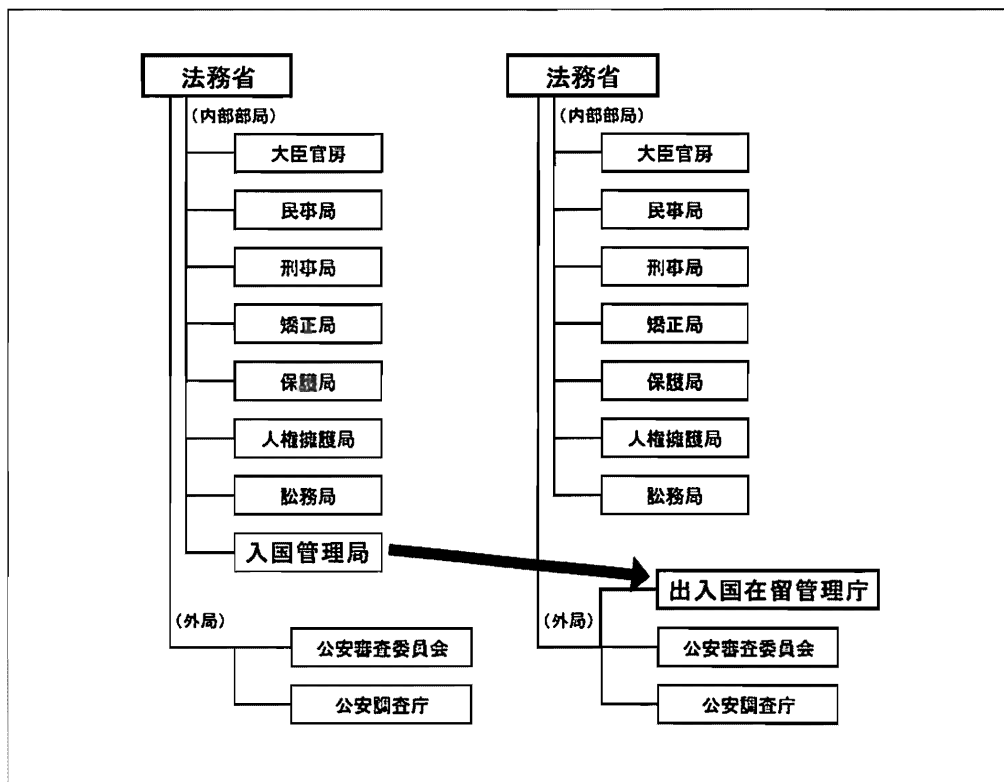 法務省
(内部部局)
大臣官房
民事局
刑事局
矯正局
保護局
人権擁護局
訟務局
入国管理局
(外局)
公安審査委員会
公安調査庁
法務省
(内部部局)
大臣官房
民事局
刑事局
矯正局
保護局
人権擁護局
訟務局
出入国在留管理庁
(外局)
公安審査委員会
公安調査庁